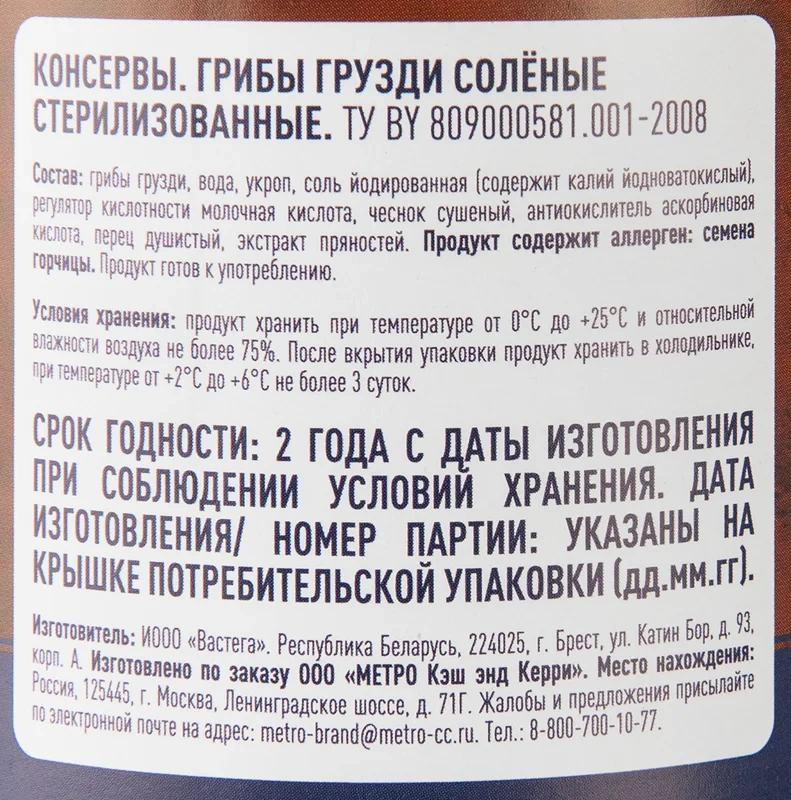 КОНСЕРВЫ. ГРИБЫ ГРУЗДИ СОЛЁНЫЕ
СТЕРИЛИЗОВАННЫЕ. ТУ BY 809000581.001-2008
Состав: грибы грузди, вода, укроп, соль йодированная (содержит калий йодноватокислый),
регулятор кислотности молочная кислота, чеснок сушеный, антиокислитель аскорбиновая
кислота, перец душистый, экстракт пряностей. Продукт содержит аллерген: семена
горчицы. Продукт готов к употреблению.
Условия хранения: продукт хранить при температуре от 0°С до +25°С и относительной
влажности воздуха не более 75%. После вкрытия упаковки продукт хранить в холодильнике,
при температуре от +2°С до +6°С не более 3 суток.
СРОК ГОДНОСТИ: 2 ГОДА С ДАТЫ ИЗГОТОВЛЕНИЯ
ПРИ СОБЛЮДЕНИИ УСЛОВИЙ ХРАНЕНИЯ. ДАТА
ИЗГОТОВЛЕНИЯ/ НОМЕР ПАРТИИ: УКАЗАНЫ НА
КРЫШКЕ ПОТРЕБИТЕЛЬСКОЙ УПАКОВКИ (дд.мм.гг).
Изготовитель: ИООО «Вастега». Республика Беларусь, 224025, г. Брест, ул. Катин Бор, д. 93,
корп. А. Изготовлено по заказу ООО «МЕТРО Кэш энд Керри». Место нахождения:
Россия, 125445, г. Москва, Ленинградское шоссе, д. 71Г. Жалобы и предложения присылайте
по электронной почте на адрес: metro-brand@metro-cc.ru. Тел.: 8-800-700-10-77.